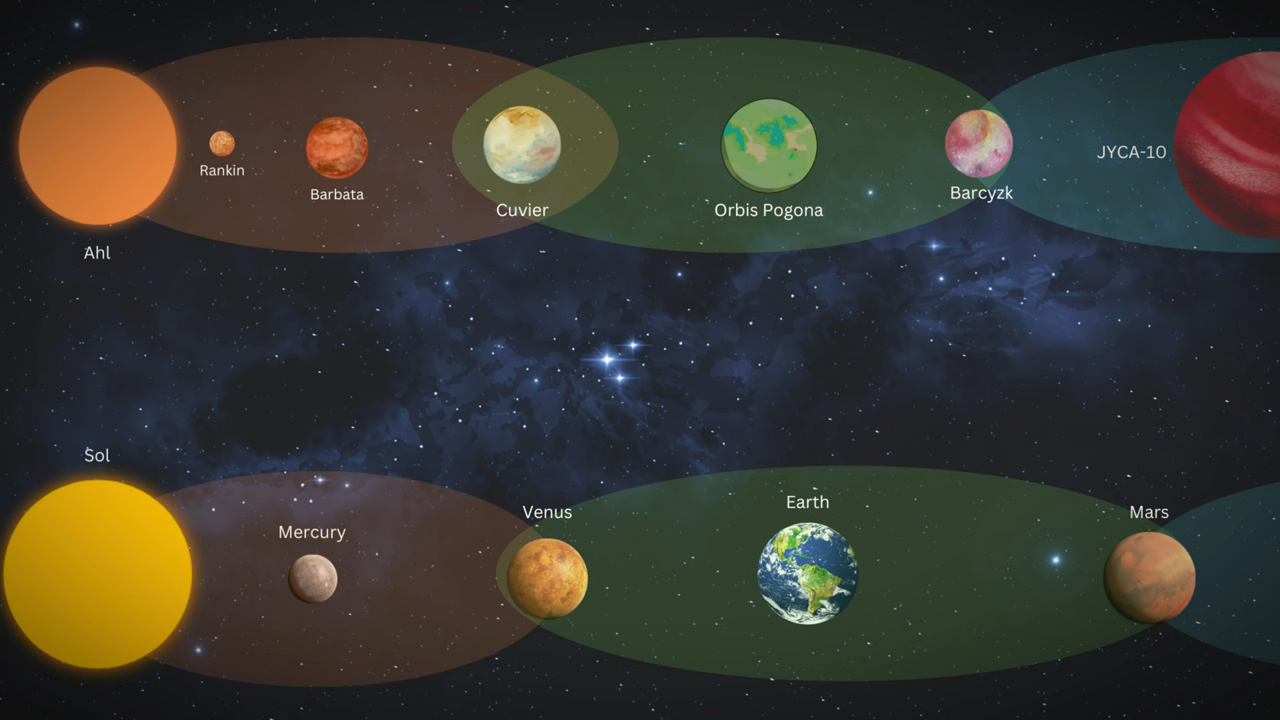 Ahl
Rankin
Barbata
Cuvier
Orbis Pogona
Barcyzk
JYCA-10
Sol
Mercury
Venus
Earth
Mars